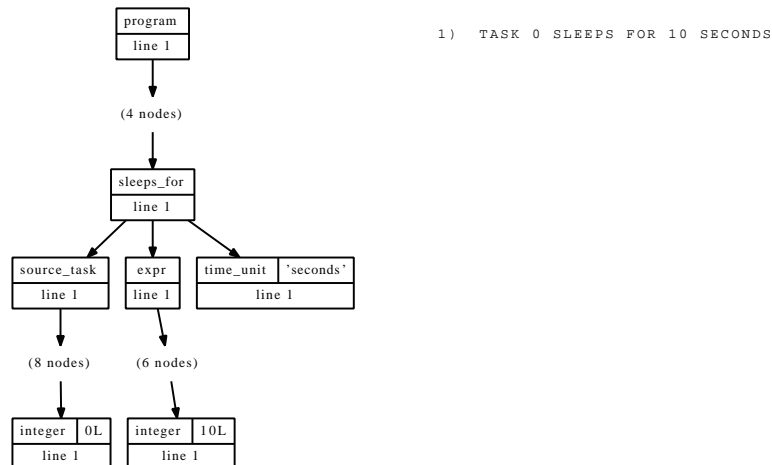 program
line 1
1) TASK 0 SLEEPS FOR 10 SECONDS
(4 nodes)
sleeps_for
line 1
source_task
line 1
expr
line 1
time_unit 'seconds'
line 1
(8 nodes)
(6 nodes)
integer 0L
line 1
integer 10L
line 1